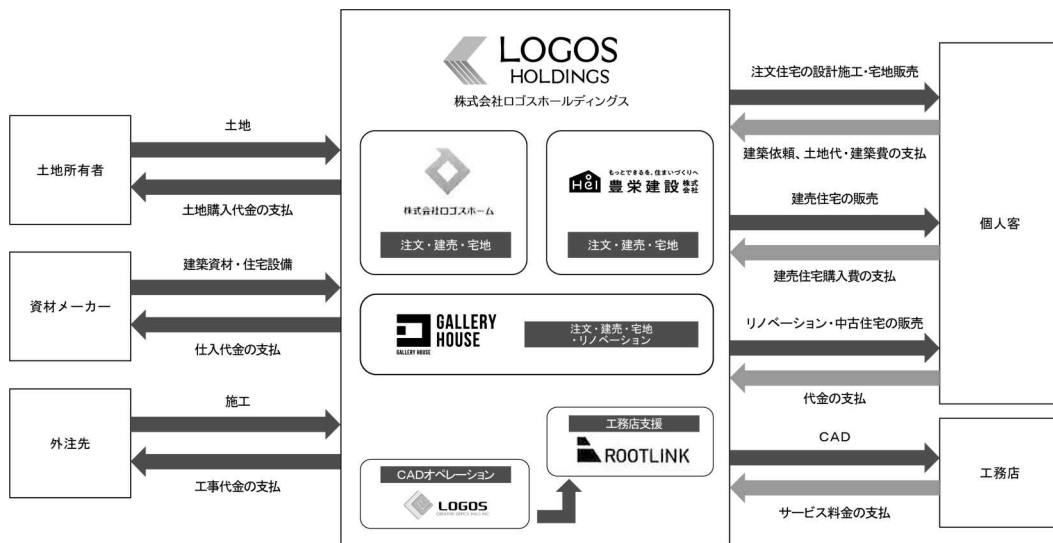 土地所有者
土地
土地購入代金の支払
資材メーカー
建築資材・住宅設備
仕入代金の支払
外注先
施工
工事代金の支払
LOGOS
HOLDINGS
株式会社ロゴスホールディングス
株式会社ロゴスホーム
注文・建売・宅地
HeI
もっとできるを、住まいづくりへ
豊栄建設株式会社
注文・建売・宅地
GALLERY
HOUSE
GALLERY HOUSE
注文・建売・宅地
・リノベーション
工務店支援
ROOTLINK
CADオペレーション
LOGOS
注文住宅の設計施工・宅地販売
建築依頼、土地代・建築費の支払
建売住宅の販売
建売住宅購入費の支払
リノベーション・中古住宅の販売
代金の支払
個人客
CAD
サービス料金の支払
工務店